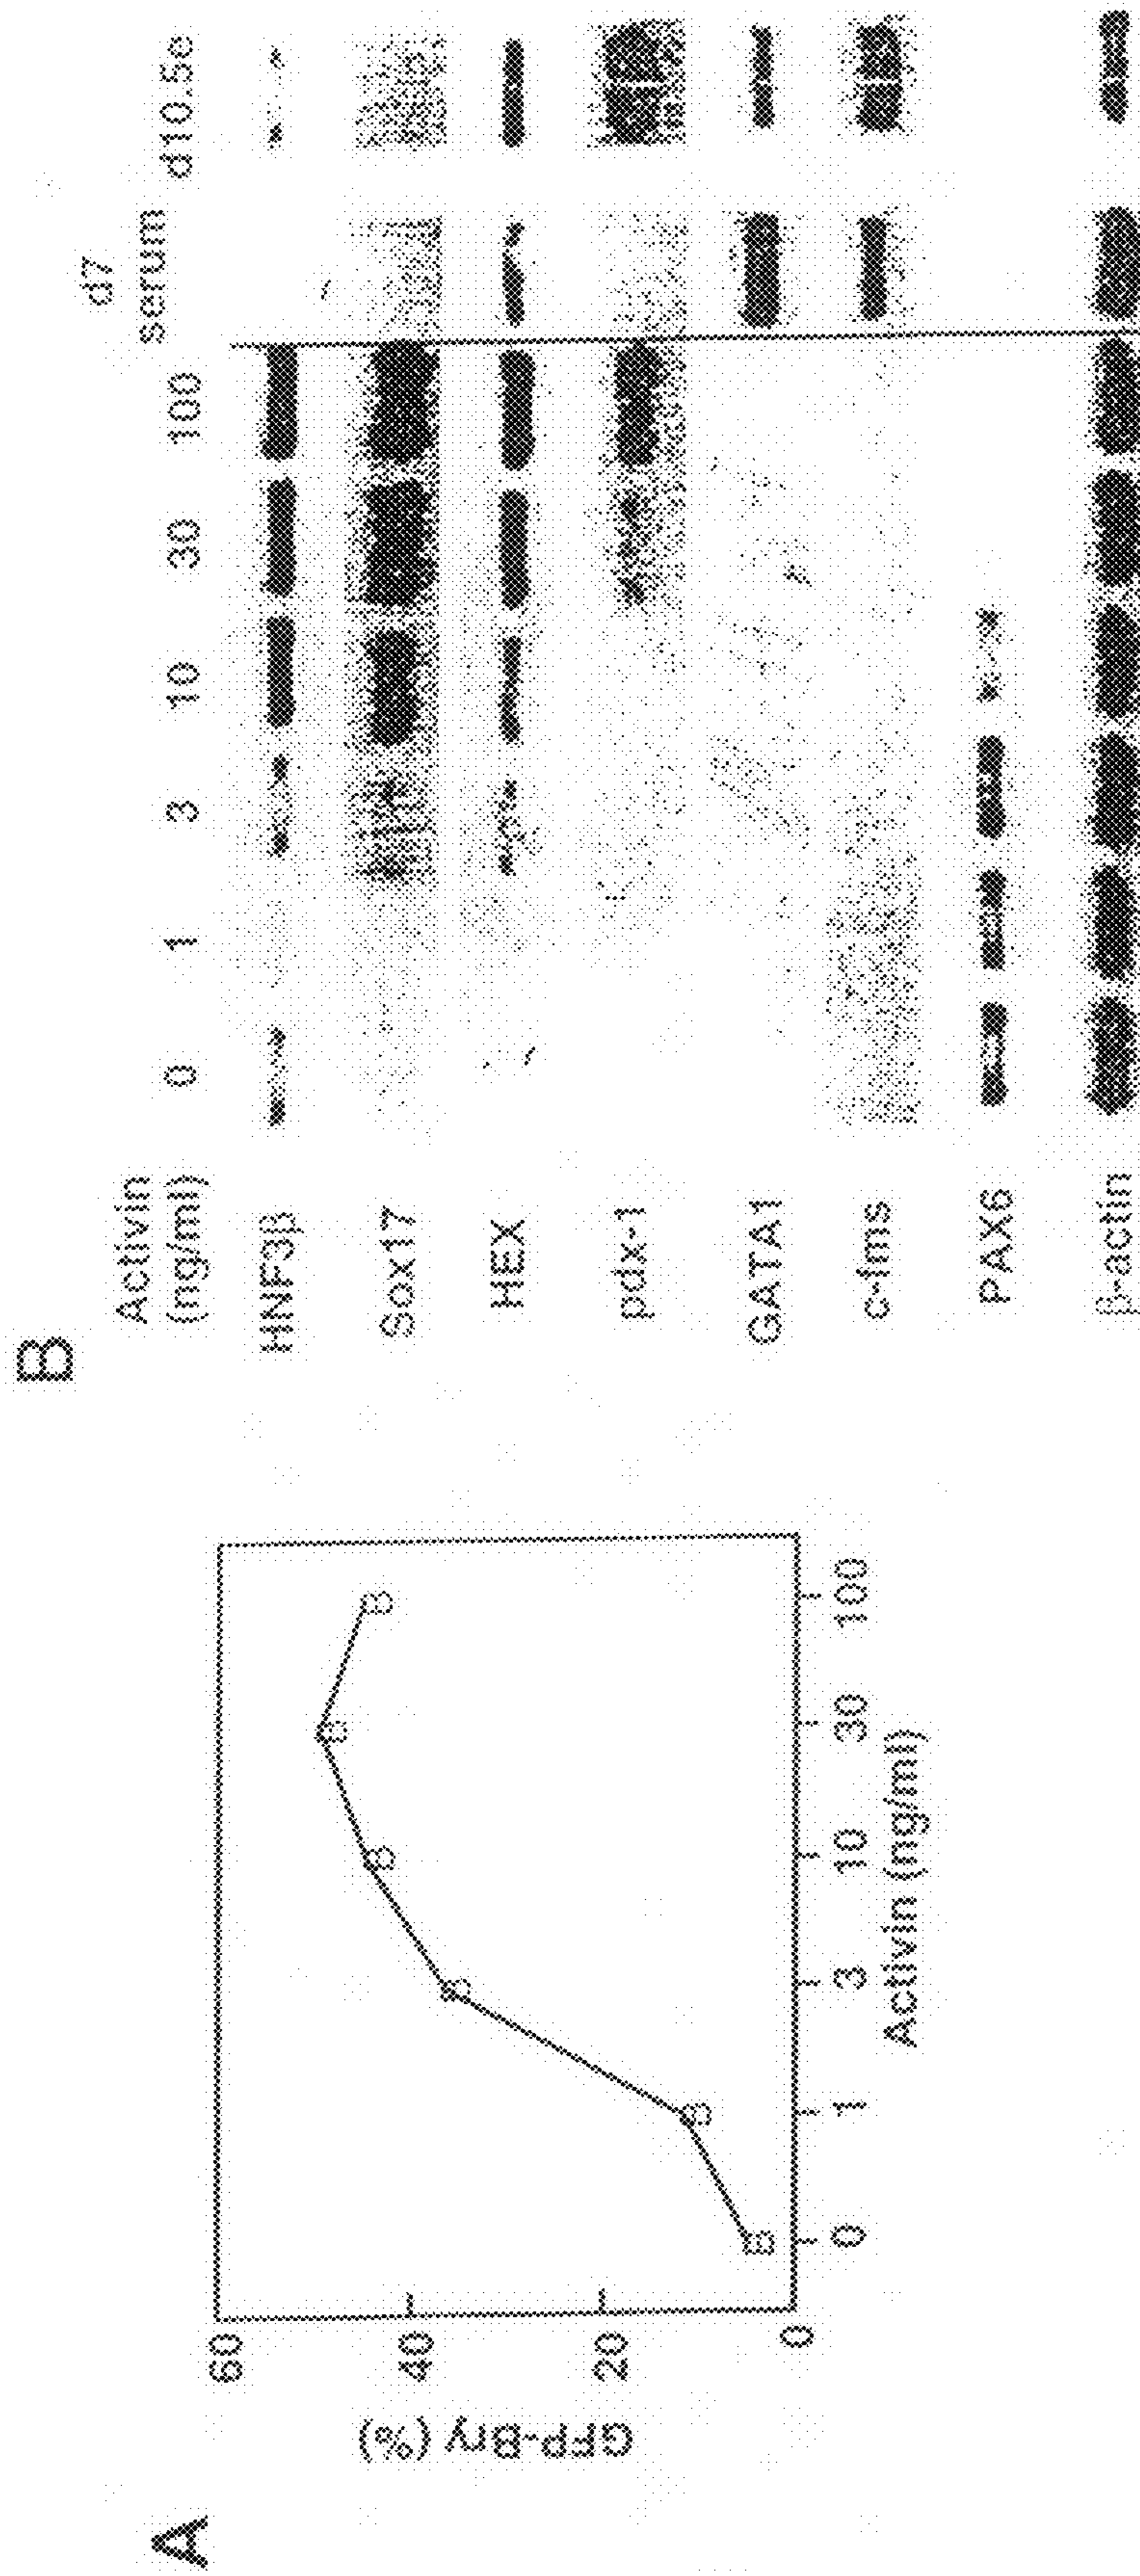 A
GFP-Bry (%)
60
40
20
0
0 1 3 10 30 100
Activin (ng/ml)
B
Activin
(mg/ml)
0 1 3 10 30 100
d7
serum
d10.5e
HNF3β
Sox17
HEX
pdx-1
GATA1
c-fms
PAX6
β-actin